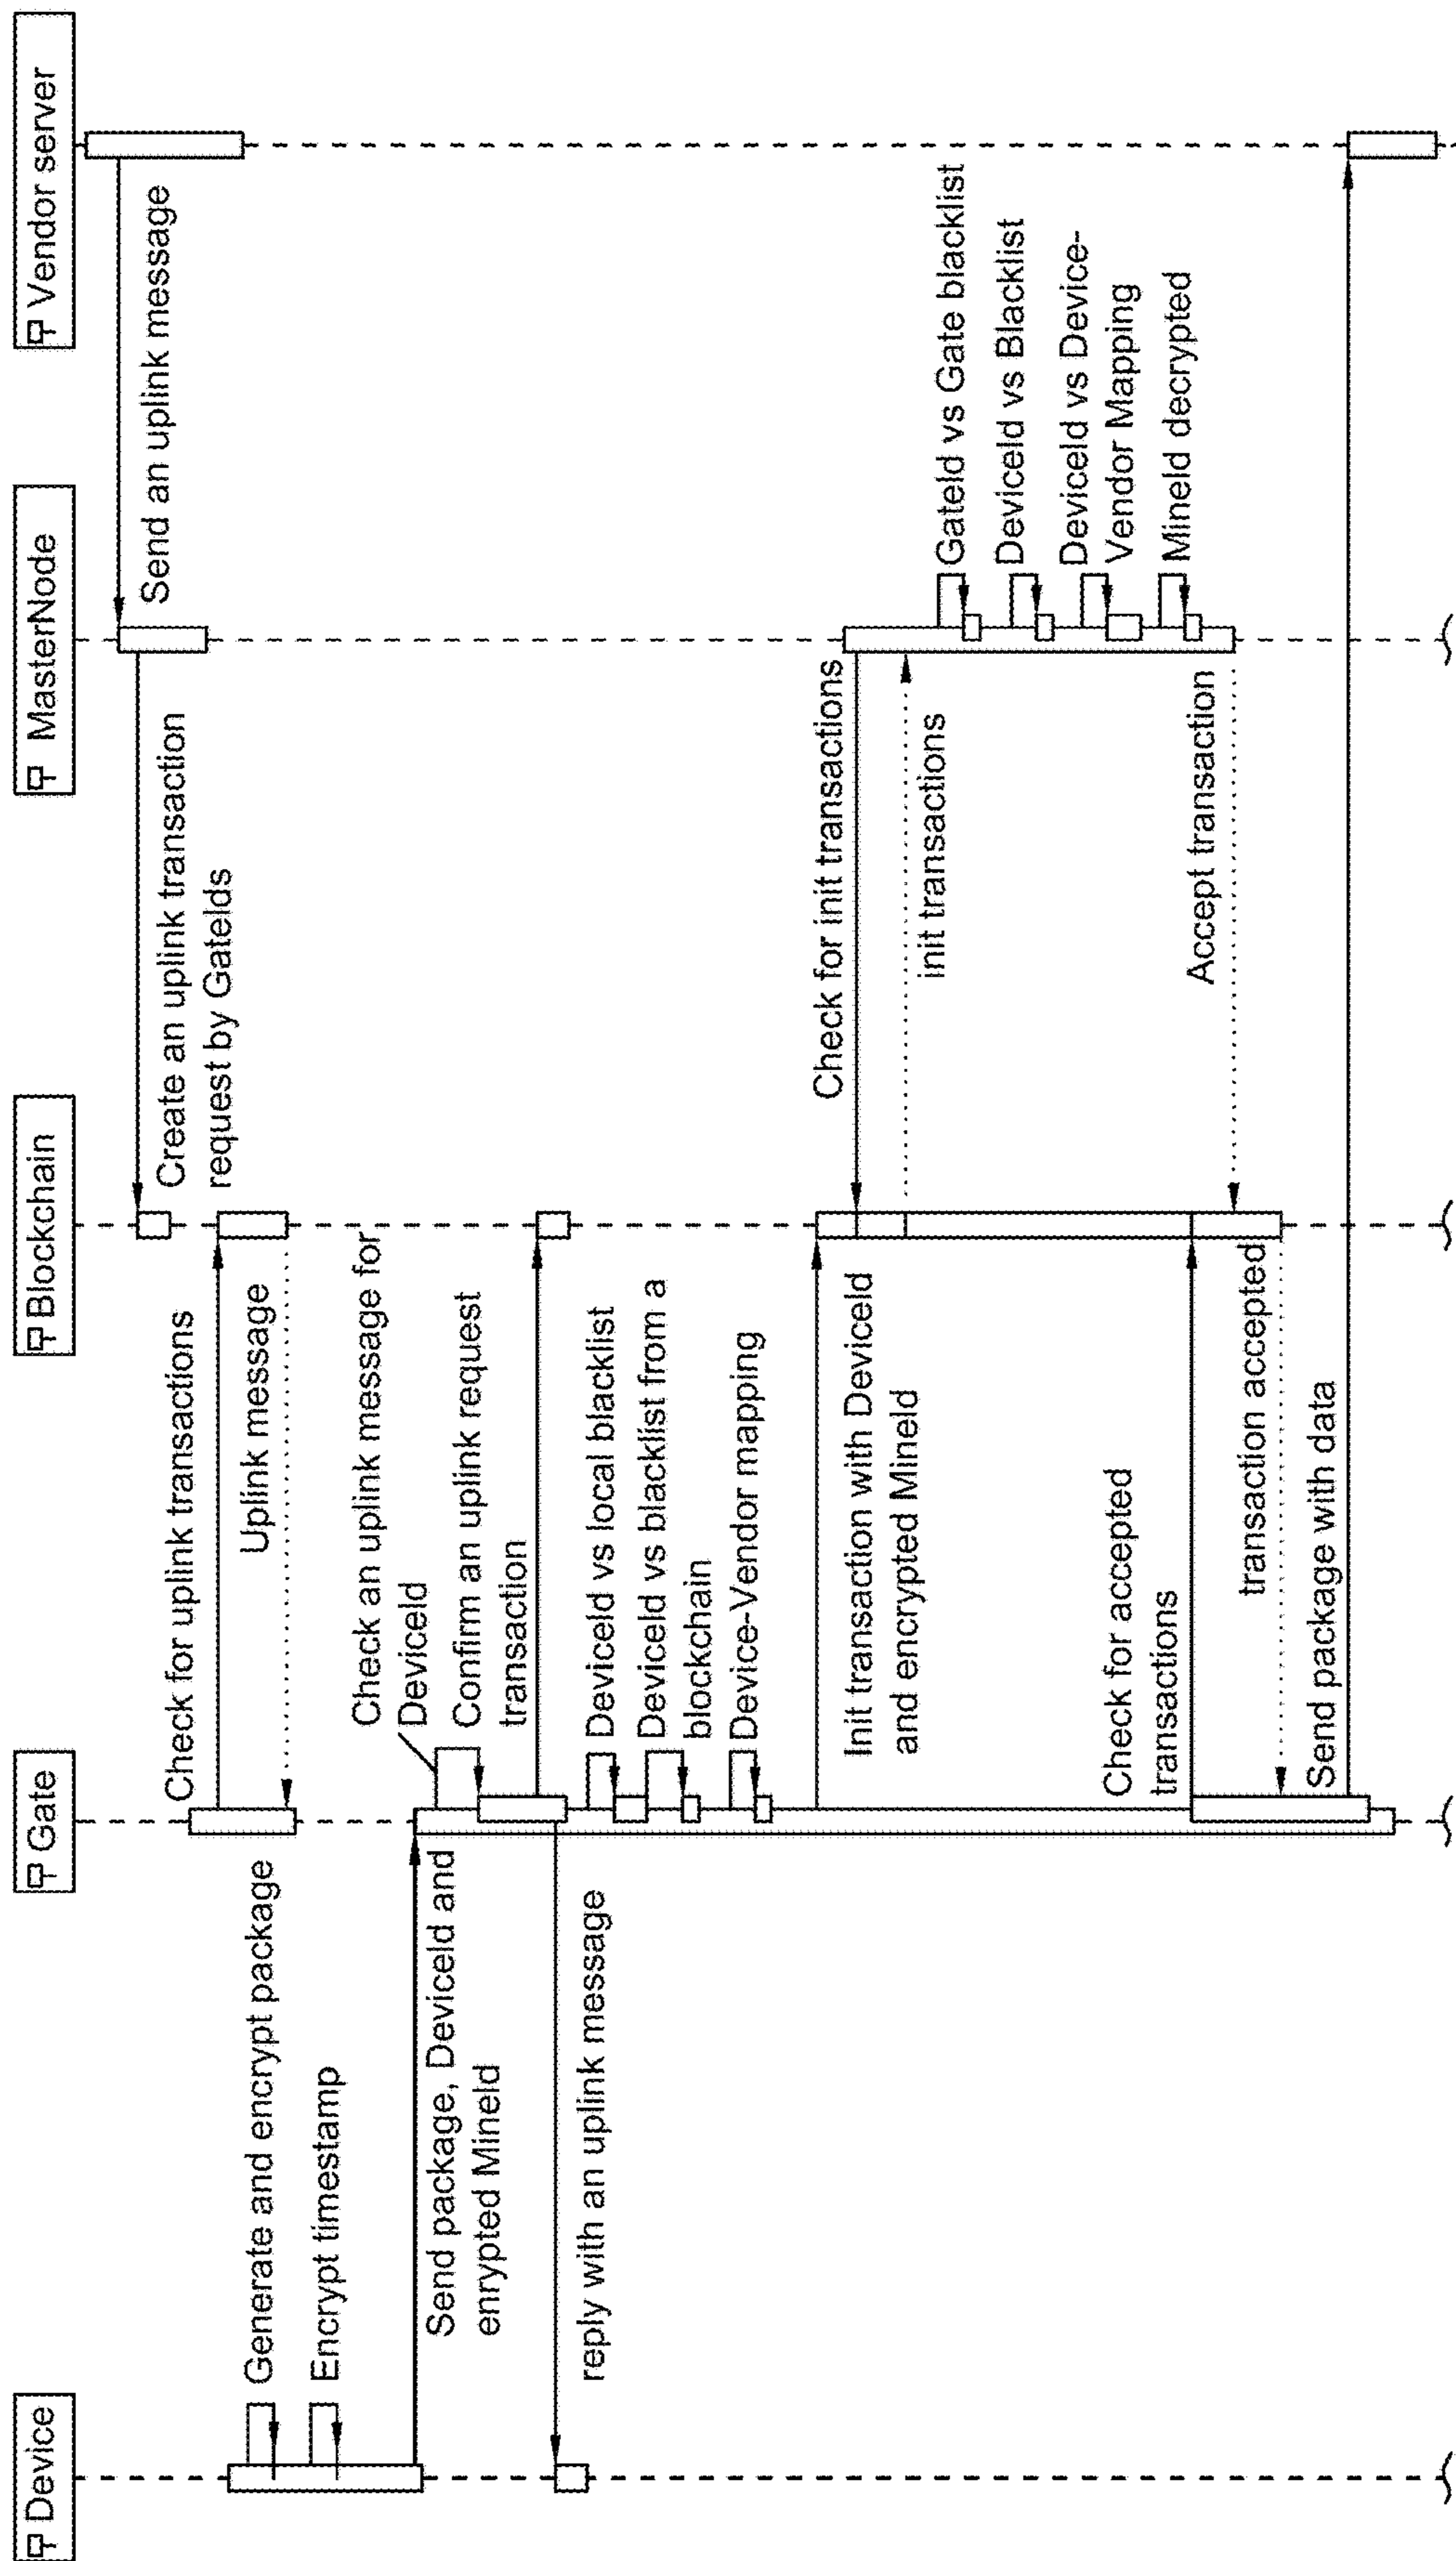 Device
Gate
Blockchain
MasterNode
Vendor server
Send an uplink message
Create an uplink transaction
request by GateIds
Check for uplink transactions
Uplink message
Generate and encrypt package
Encrypt timestamp
Check an uplink message for
DeviceId
Send package, DeviceId and
enrypted MineId
Confirm an uplink request
transaction
reply with an uplink message
DeviceId vs local blacklist
DeviceId vs blacklist from a
blockchain
Device-Vendor mapping
Init transaction with DeviceId
and encrypted MineId
Check for init transactions
init transactions
GateId vs Gate blacklist
DeviceId vs Blacklist
DeviceId vs Device-
Vendor Mapping
MineId decrypted
Check for accepted
transactions
Accept transaction
transaction accepted
Send package with data